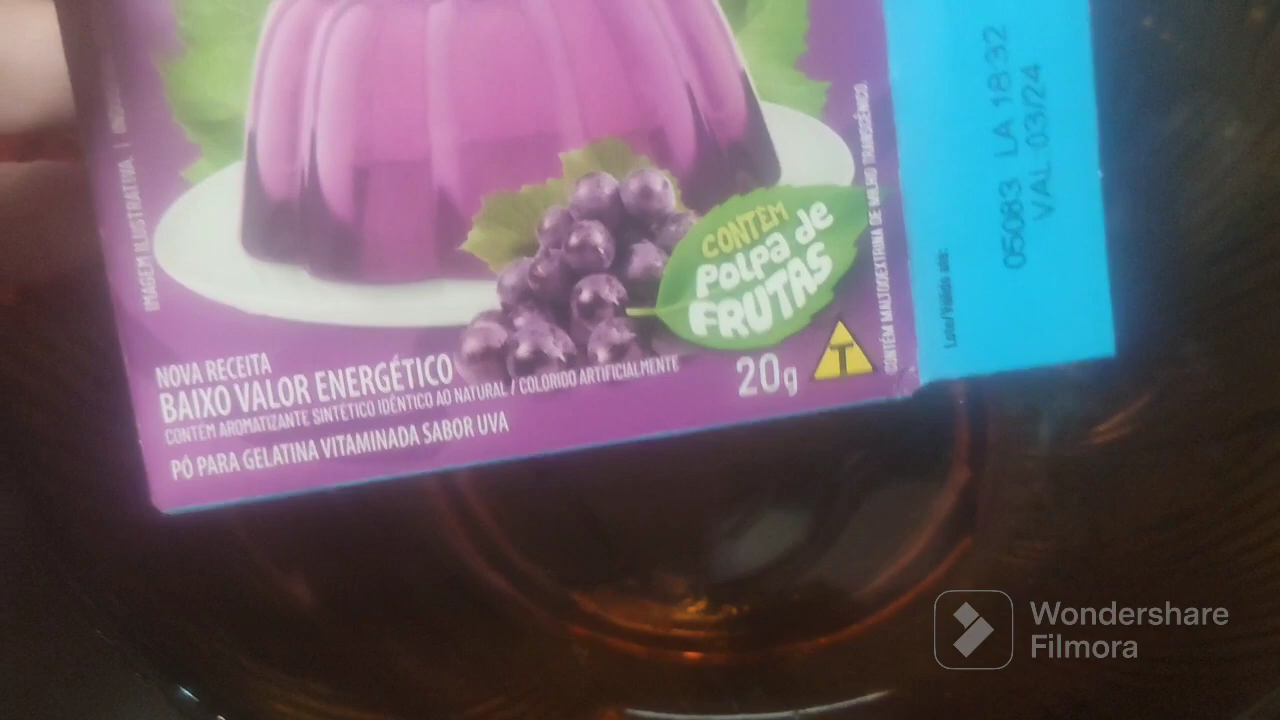 IMAGEM ILUSTRATIVA |
CONTÉM
POLPA de
FRUTAS
CONTÉM MALTODEXTRINA DE MILHO TRANSGÊNICO
NOVA RECEITA
BAIXO VALOR ENERGÉTICO
CONTÉM AROMATIZANTE SINTÉTICO IDÊNTICO AO NATURAL / COLORIDO ARTIFICIALMENTE
PÓ PARA GELATINA VITAMINADA SABOR UVA
20g
T
Lote/Válido até:
05083 LA 18:32
VAL 03/24
Wondershare
Filmora